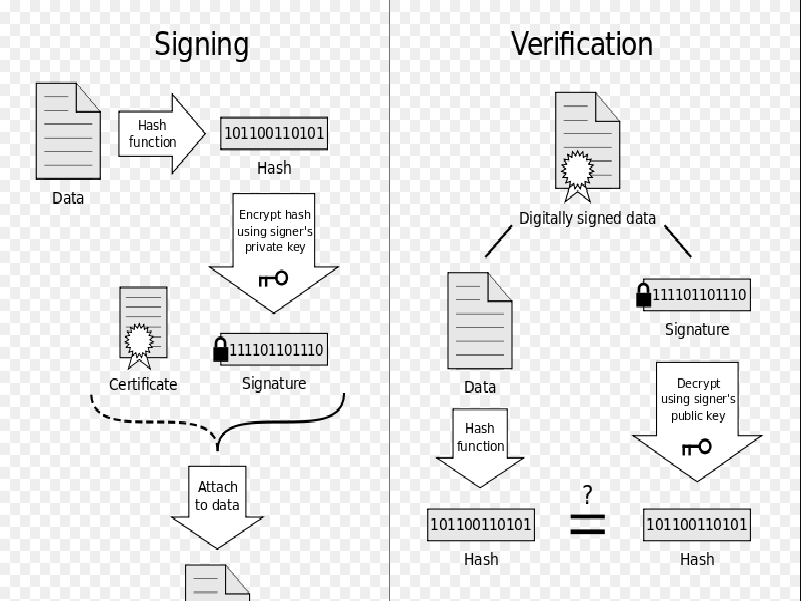 Signing
Hash
function
101100110101
Hash
Data
Encrypt hash
using signer's
private key
111101101110
Certificate
Signature
Attach
to data
Verification
Digitally signed data
111101101110
Signature
Data
Decrypt
using signer's
public key
Hash
function
?
101100110101
=
101100110101
Hash
Hash